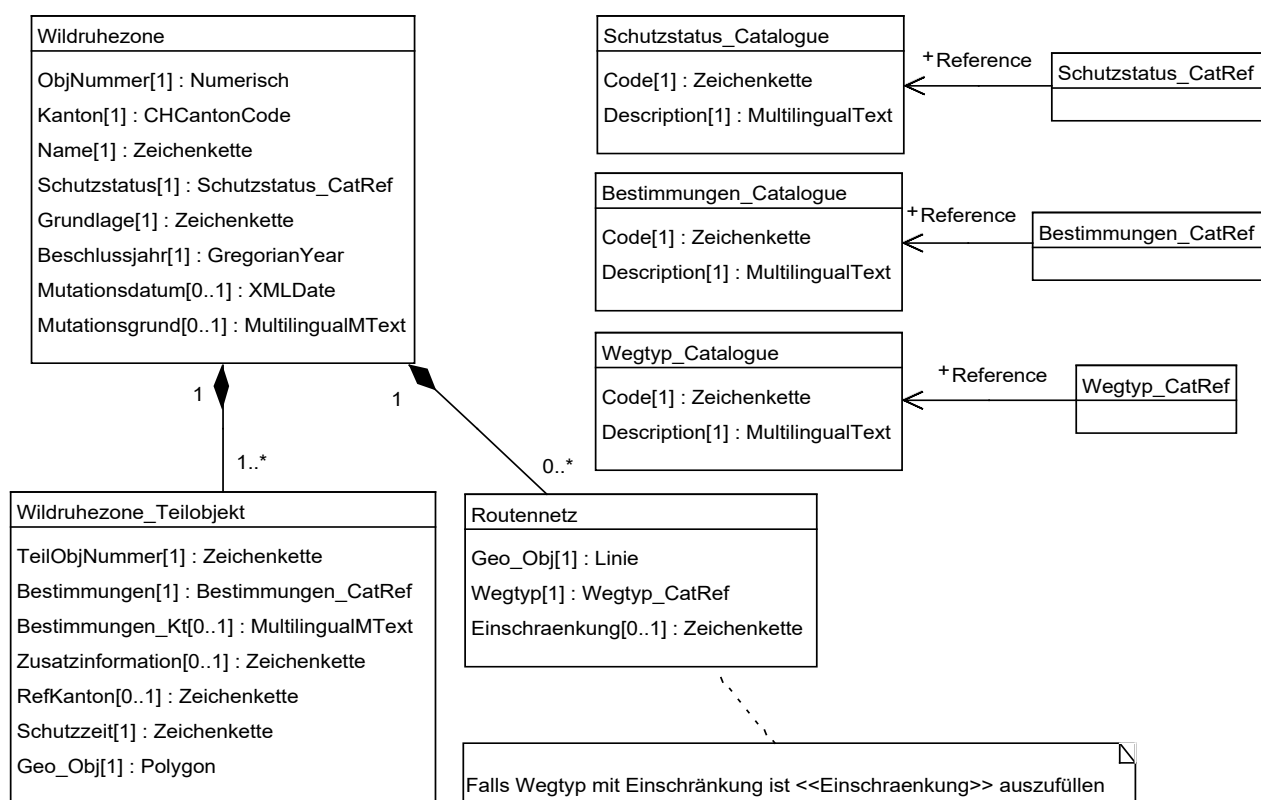 Wildruhezone
ObjNummer[1] : Numerisch
Kanton[1] : CHCantonCode
Name[1] : Zeichenkette
Schutzstatus[1] : Schutzstatus_CatRef
Grundlage[1] : Zeichenkette
Beschlussjahr[1] : GregorianYear
Mutationsdatum[0..1] : XMLDate
Mutationsgrund[0..1] : MultilingualMText
1
1
1..*
0..*
Wildruhezone_Teilobjekt
TeilObjNummer[1] : Zeichenkette
Bestimmungen[1] : Bestimmungen_CatRef
Bestimmungen_Kt[0..1] : MultilingualMText
Zusatzinformation[0..1] : Zeichenkette
RefKanton[0..1] : Zeichenkette
Schutzzeit[1] : Zeichenkette
Geo_Obj[1] : Polygon
Routennetz
Geo_Obj[1] : Linie
Wegtyp[1] : Wegtyp_CatRef
Einschraenkung[0..1] : Zeichenkette
Falls Wegtyp mit Einschränkung ist <<Einschraenkung>> auszufüllen
Schutzstatus_Catalogue
Code[1] : Zeichenkette
Description[1] : MultilingualText
+Reference
Schutzstatus_CatRef
Bestimmungen_Catalogue
Code[1] : Zeichenkette
Description[1] : MultilingualText
+Reference
Bestimmungen_CatRef
Wegtyp_Catalogue
Code[1] : Zeichenkette
Description[1] : MultilingualText
+Reference
Wegtyp_CatRef